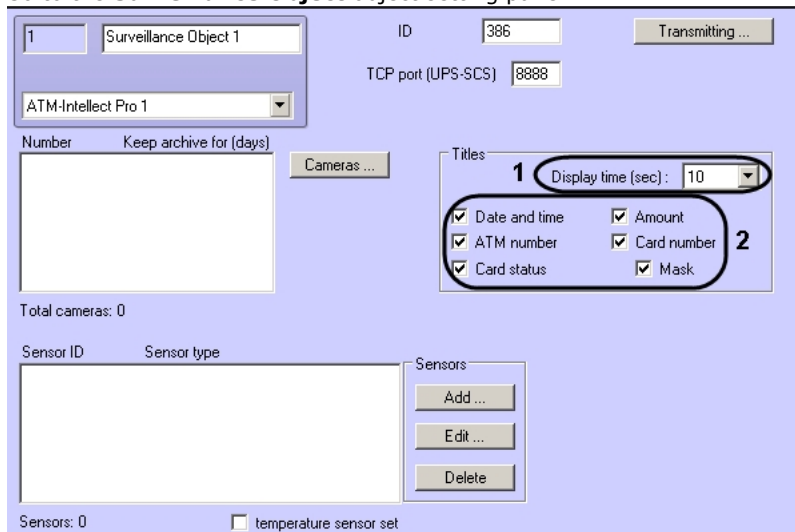 1 Surveillance Object 1 ID 386 Transmitting ...
TCP port (UPS-SCS) 8888
ATM-Intellect Pro 1
Number Keep archive for (days)
Cameras ...
Titles
1 Display time (sec) : 10
Date and time Amount
ATM number Card number 2
Card status Mask
Total cameras: 0
Sensor ID Sensor type
Sensors
Add ...
Edit ...
Delete
Sensors: 0 temperature sensor set